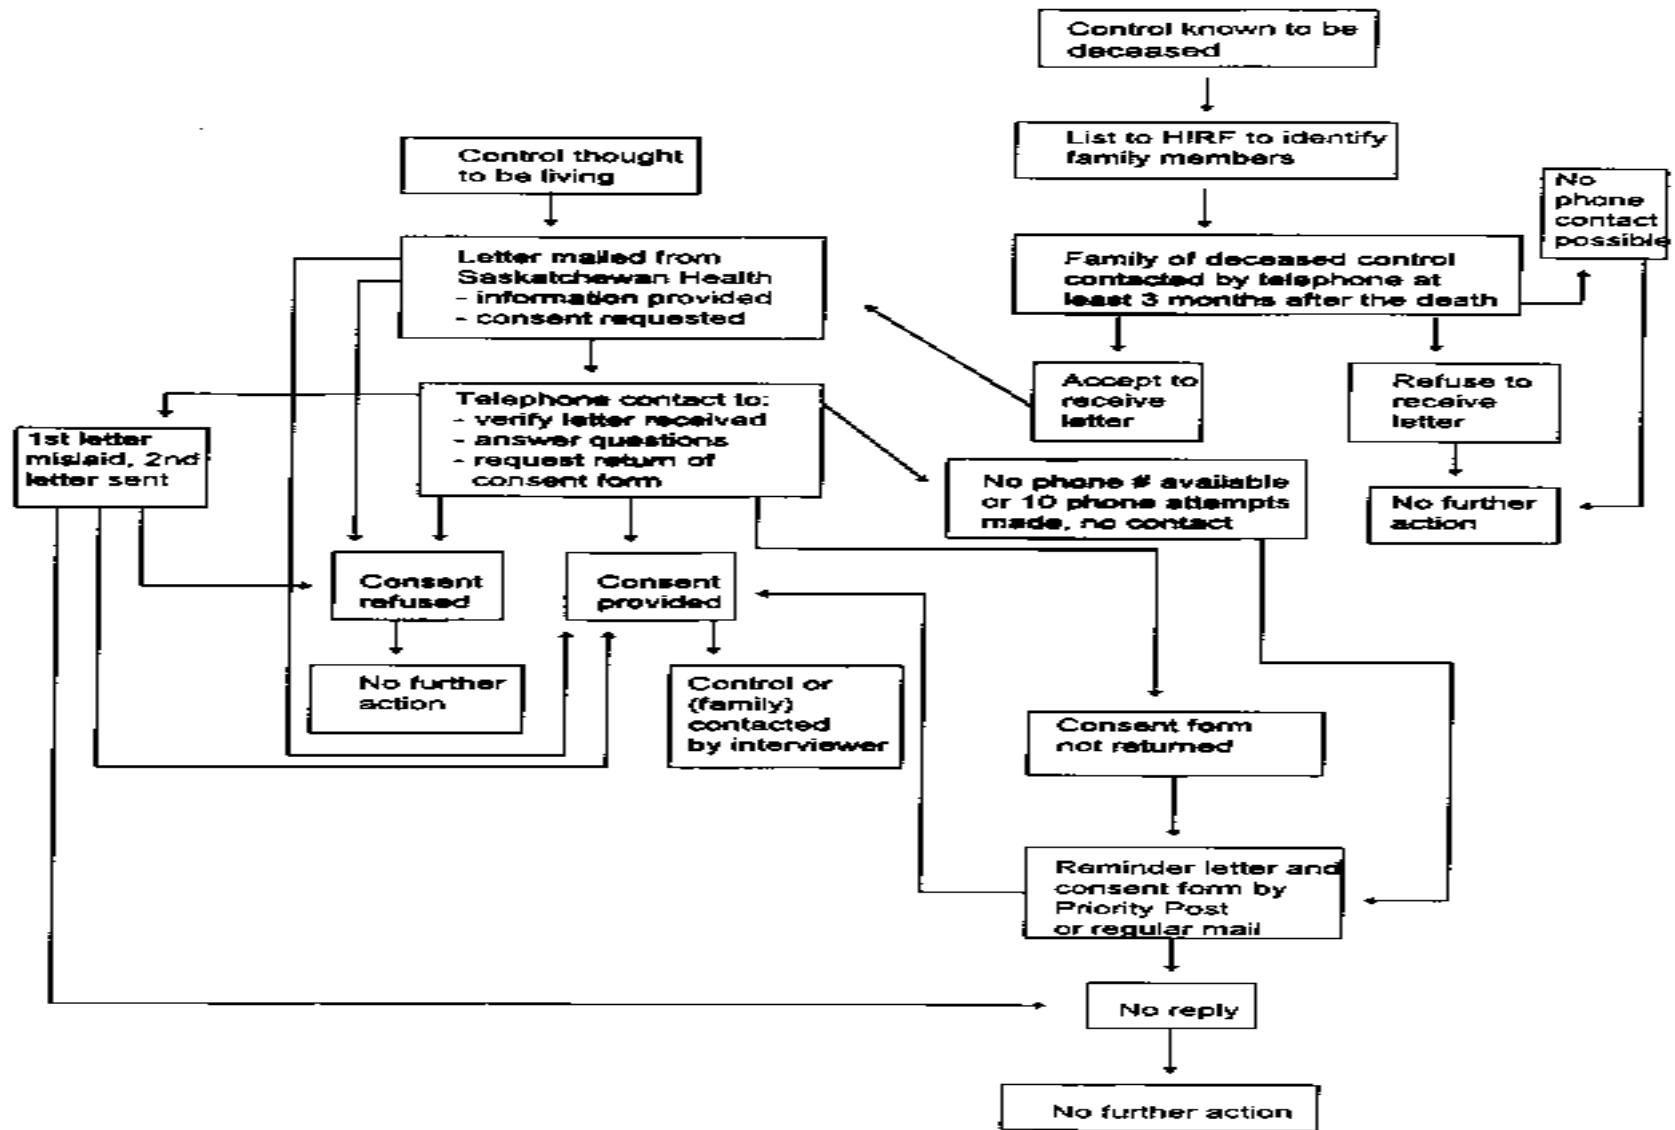 Control known to be
deceased
List to HIRF to identify
family members
Control thought
to be living
No
phone
contact
possible
Letter mailed from
Saskatchewan Health
- information provided
- consent requested
Family of deceased control
contacted by telephone at
least 3 months after the death
Accept to
receive
letter
Refuse to
receive
letter
Telephone contact to:
- verify letter received
- answer questions
- request return of
consent form
1st letter
mislaid, 2nd
letter sent
No phone # available
or 10 phone attempts
made, no contact
No further
action
Consent
refused
Consent
provided
No further
action
Control or
(family)
contacted
by interviewer
Consent form
not returned
Reminder letter and
consent form by
Priority Post
or regular mail
No reply
No further action